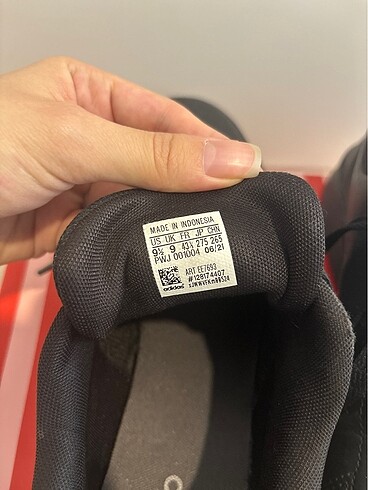 MADE IN INDONESIA
US UK FR JP CHN
9½ 9 43⅓ 275 265
PWJ 001004 06/21
ART EE7693
#128174407
adidas